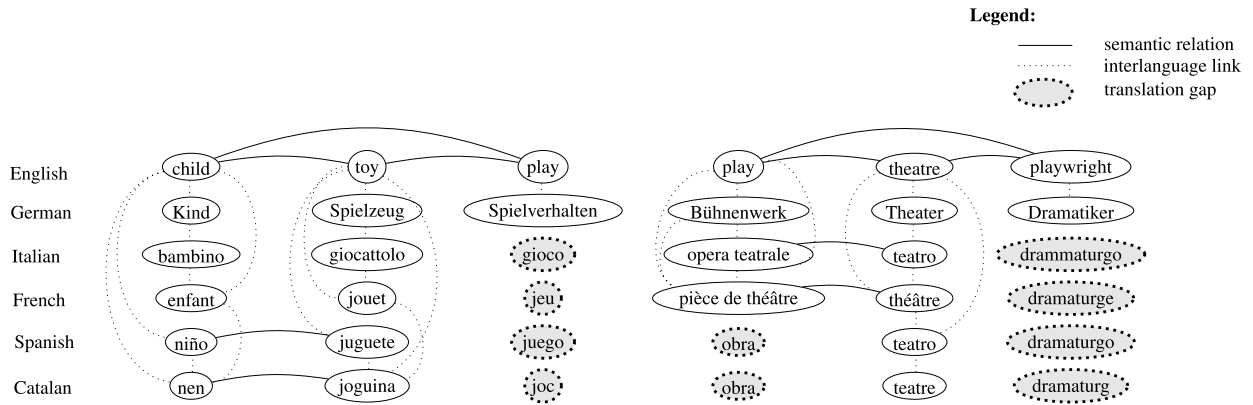 Legend:
semantic relation
interlanguage link
translation gap
English child toy play play theatre playwright
German Kind Spielzeug Spielverhalten Bühnenwerk Theater Dramatiker
Italian bambino giocattolo gioco opera teatrale teatro drammaturgo
French enfant jouet jeu pièce de théâtre théâtre dramaturge
Spanish niño juguete juego obra teatro dramaturgo
Catalan nen joguina joc obra teatre dramaturg